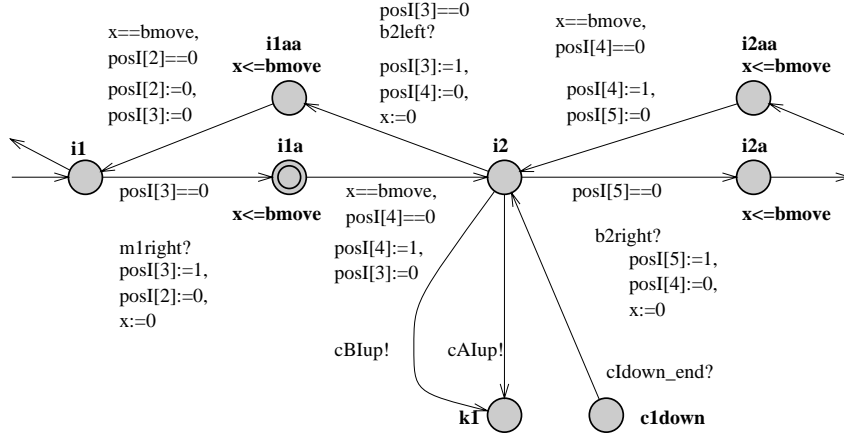 x==bmove,
posI[2]==0
posI[2]:=0,
posI[3]:=0
i1aa
x<=bmove
posI[3]==0
b2left?
posI[3]:=1,
posI[4]:=0,
x:=0
x==bmove,
posI[4]==0
posI[4]:=1,
posI[5]:=0
i2aa
x<=bmove
i1
i1a
i2
i2a
posI[3]==0
x<=bmove
x==bmove,
posI[4]==0
posI[5]==0
x<=bmove
m1right?
posI[3]:=1,
posI[2]:=0,
x:=0
posI[4]:=1,
posI[3]:=0
b2right?
posI[5]:=1,
posI[4]:=0,
x:=0
cBIup!
cAIup!
cIdown_end?
k1
c1down